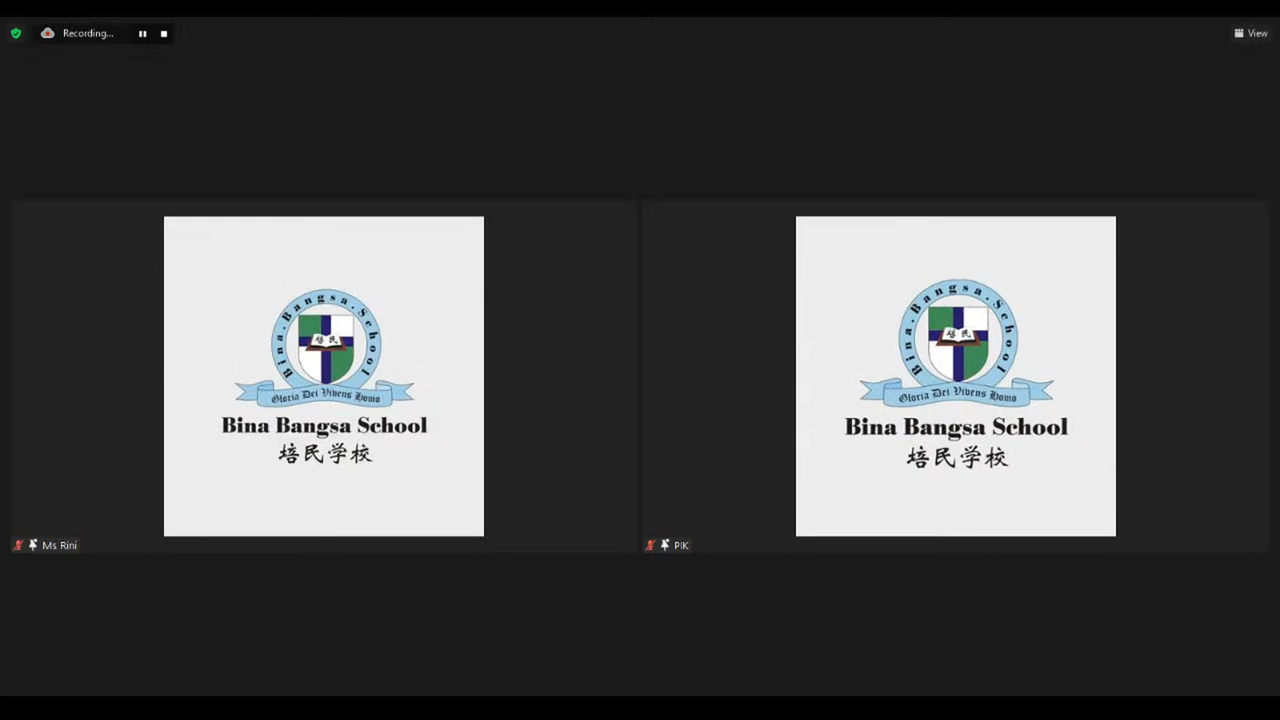 Recording...
View
Bina.Bangsa.School
培民
Gloria Dei Vivens Homo
Bina Bangsa School
培民学校
Ms Rini
Bina.Bangsa.School
培民
Gloria Dei Vivens Homo
Bina Bangsa School
培民学校
PIK